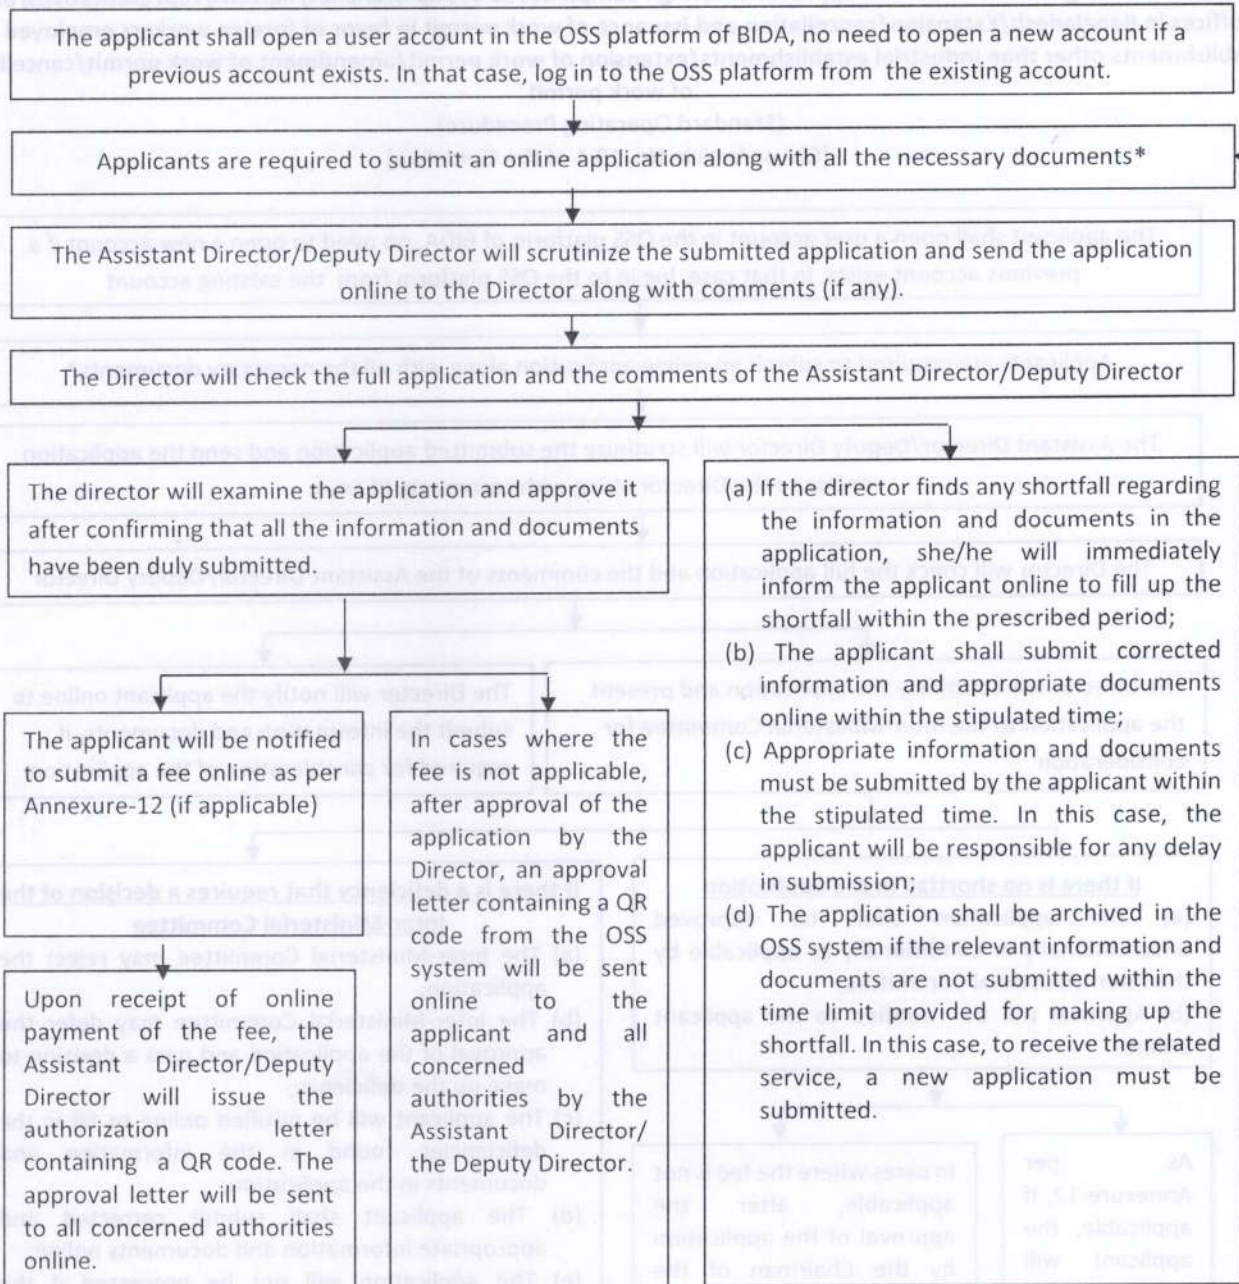 The applicant shall open a user account in the OSS platform of BIDA, no need to open a new account if a
previous account exists. In that case, log in to the OSS platform from the existing account.
Applicants are required to submit an online application along with all the necessary documents*
The Assistant Director/Deputy Director will scrutinize the submitted application and send the application
online to the Director along with comments (if any).
The Director will check the full application and the comments of the Assistant Director/Deputy Director
The director will examine the application and approve it
after confirming that all the information and documents
have been duly submitted.
The applicant will be notified
to submit a fee online as per
Annexure-12 (if applicable)
Upon receipt of online
payment of the fee, the
Assistant Director/Deputy
Director will issue the
authorization letter
containing a QR code. The
approval letter will be sent
to all concerned authorities
online.
In cases where the
fee is not applicable,
after approval of the
application by the
Director, an approval
letter containing a QR
code from the OSS
system will be sent
online to the
applicant and all
concerned
authorities by the
Assistant Director/
the Deputy Director.
(a) If the director finds any shortfall regarding
the information and documents in the
application, she/he will immediately
inform the applicant online to fill up the
shortfall within the prescribed period;
(b) The applicant shall submit corrected
information and appropriate documents
online within the stipulated time;
(c) Appropriate information and documents
must be submitted by the applicant within
the stipulated time. In this case, the
applicant will be responsible for any delay
in submission;
(d) The application shall be archived in the
OSS system if the relevant information and
documents are not submitted within the
time limit provided for making up the
shortfall. In this case, to receive the related
service, a new application must be
submitted.